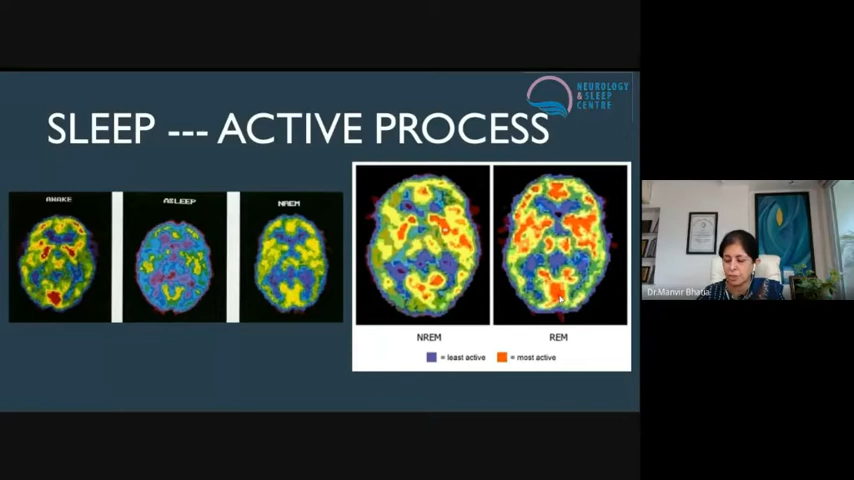 NEUROLOGY
& SLEEP
CENTRE
SLEEP --- ACTIVE PROCESS
AWAKE
ASLEEP
NREM
NREM
REM
= least active
= most active
Dr.Manvir Bhatia